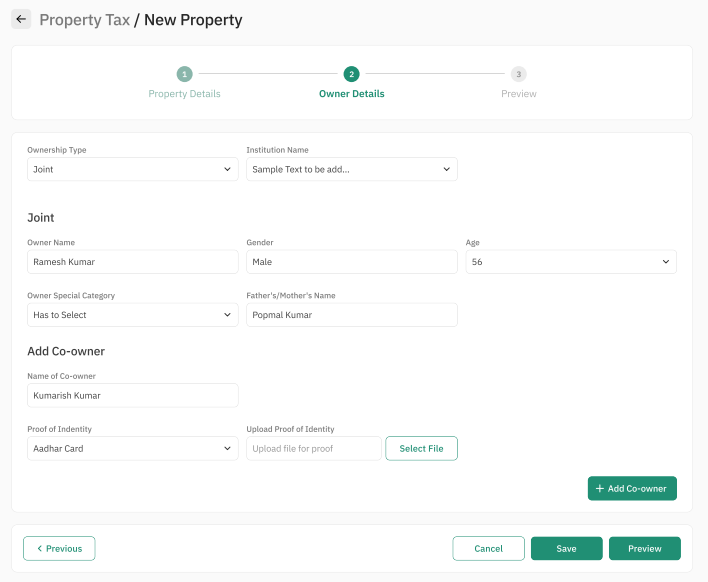 Property Tax / New Property
1
2
3
Property Details
Owner Details
Preview
Ownership Type
Institution Name
Joint
Sample Text to be add...
Joint
Owner Name
Gender
Age
Ramesh Kumar
Male
56
Owner Special Category
Father's/Mother's Name
Has to Select
Popmal Kumar
Add Co-owner
Name of Co-owner
Kumarish Kumar
Proof of Indentity
Upload Proof of Identity
Aadhar Card
Upload file for proof
Select File
+ Add Co-owner
< Previous
Cancel
Save
Preview